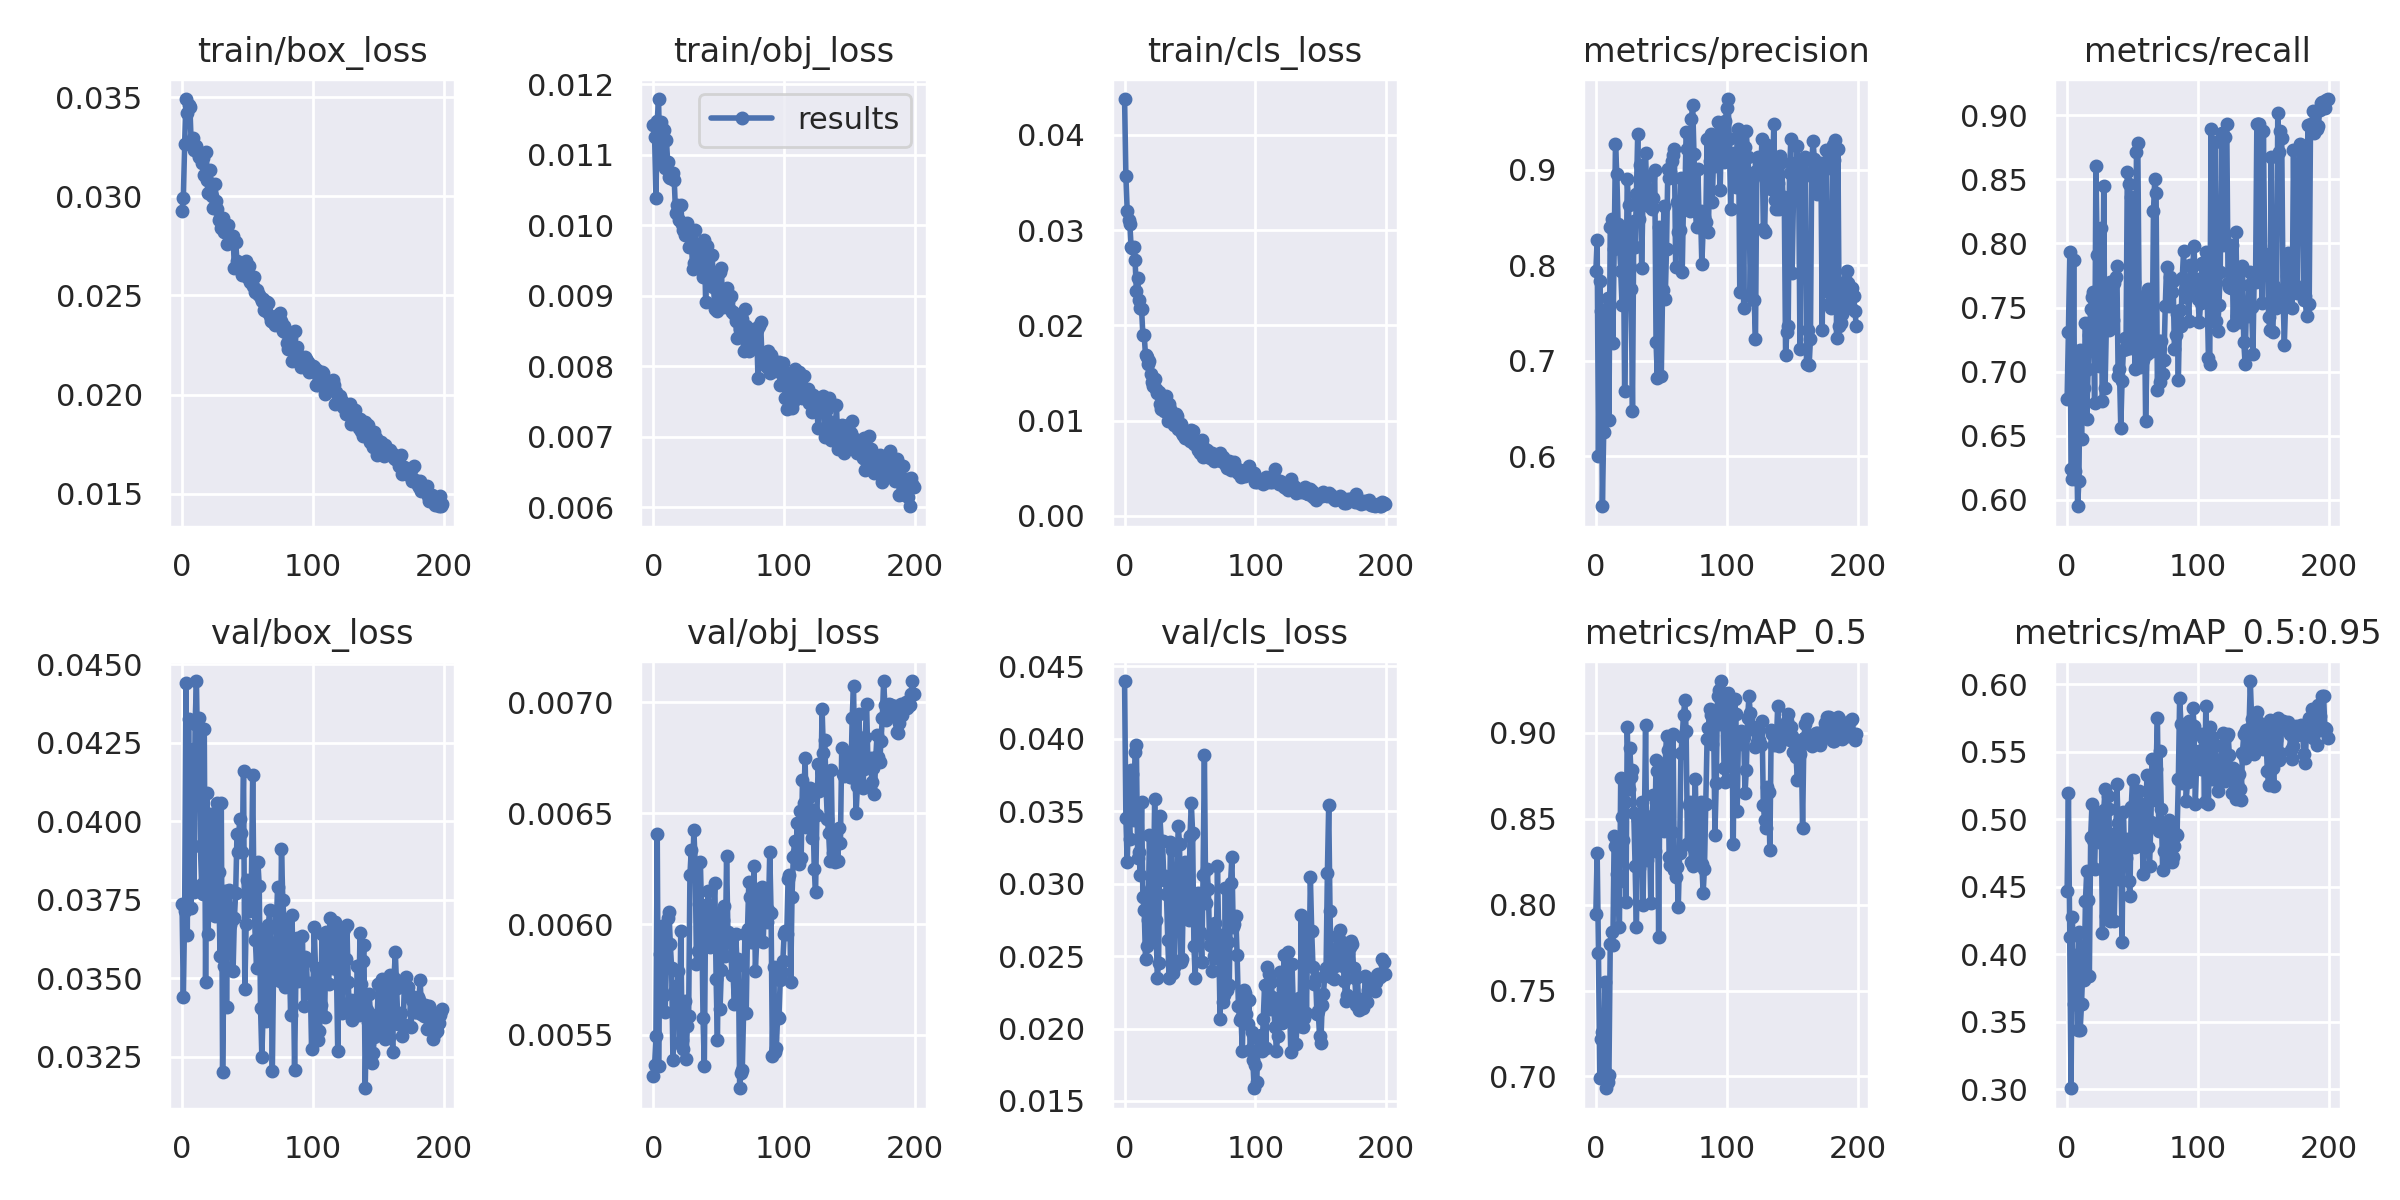 train/box_loss
0.035
0.030
0.025
0.020
0.015
0 100 200
train/obj_loss
results
0.012
0.011
0.010
0.009
0.008
0.007
0.006
0 100 200
train/cls_loss
0.04
0.03
0.02
0.01
0.00
0 100 200
metrics/precision
0.9
0.8
0.7
0.6
0 100 200
metrics/recall
0.90
0.85
0.80
0.75
0.70
0.65
0.60
0 100 200
val/box_loss
0.0450
0.0425
0.0400
0.0375
0.0350
0.0325
0 100 200
val/obj_loss
0.0070
0.0065
0.0060
0.0055
0 100 200
val/cls_loss
0.045
0.040
0.035
0.030
0.025
0.020
0.015
0 100 200
metrics/mAP_0.5
0.90
0.85
0.80
0.75
0.70
0 100 200
metrics/mAP_0.5:0.95
0.60
0.55
0.50
0.45
0.40
0.35
0.30
0 100 200